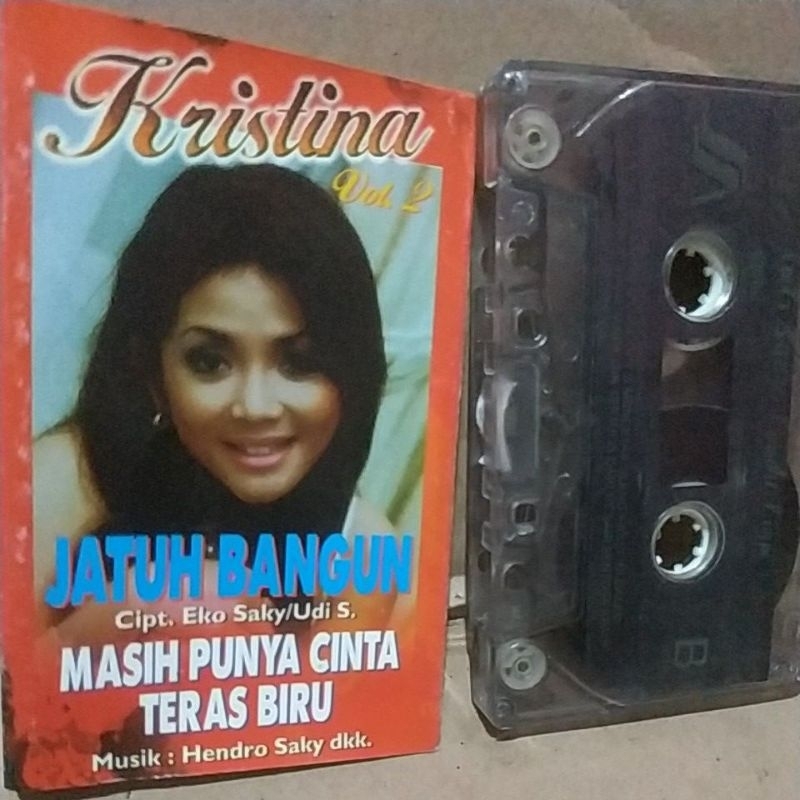 Kristina
Vol. 2
JATUH BANGUN
Cipt. Eko Saky/Udi S.
MASIH PUNYA CINTA
TERAS BIRU
Musik : Hendro Saky dkk.
B